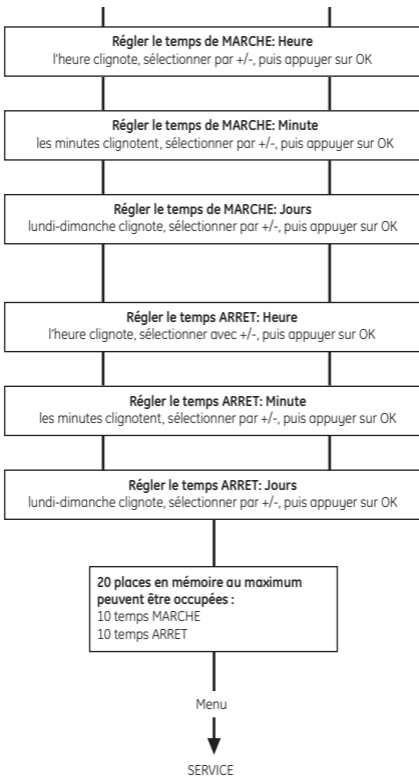 Régler le temps de MARCHE: Heure
l'heure clignote, sélectionner par +/-, puis appuyer sur OK
Régler le temps de MARCHE: Minute
les minutes clignotent, sélectionner par +/-, puis appuyer sur OK
Régler le temps de MARCHE: Jours
lundi-dimanche clignote, sélectionner par +/-, puis appuyer sur OK
Régler le temps ARRET: Heure
l'heure clignote, sélectionner avec +/-, puis appuyer sur OK
Régler le temps ARRET: Minute
les minutes clignotent, sélectionner par +/-, puis appuyer sur OK
Régler le temps ARRET: Jours
lundi-dimanche clignote, sélectionner par +/-, puis appuyer sur OK
20 places en mémoire au maximum
peuvent être occupées :
10 temps MARCHE
10 temps ARRET
Menu
SERVICE